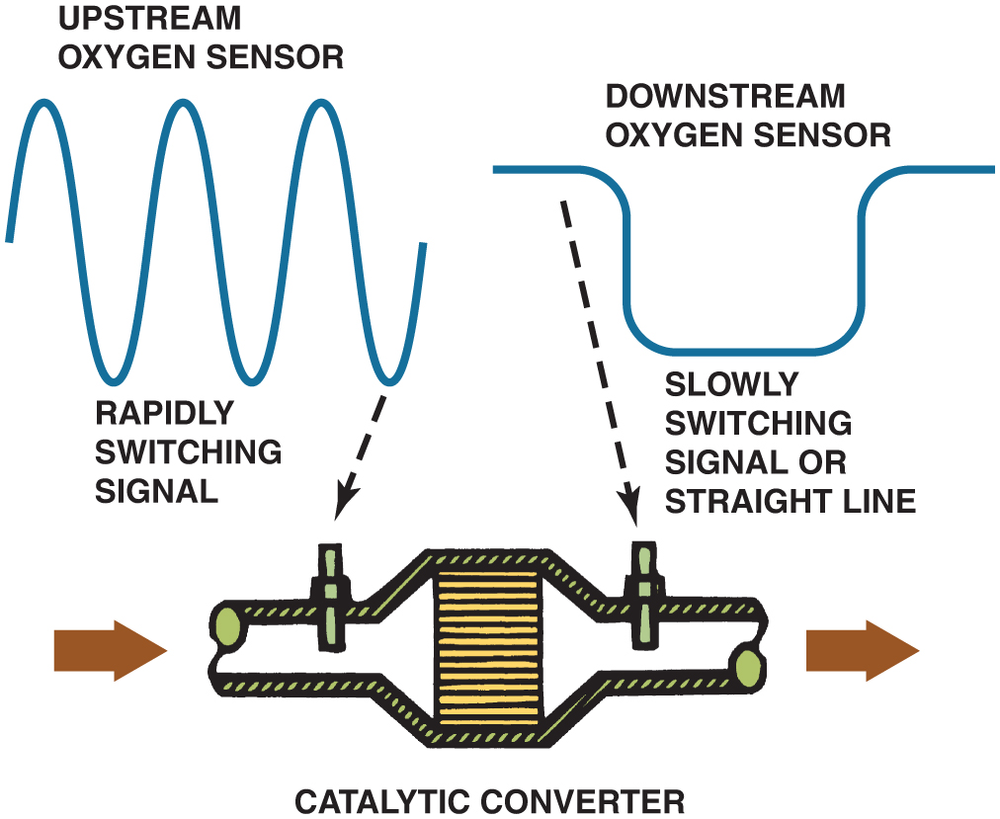 UPSTREAM
OXYGEN SENSOR
DOWNSTREAM
OXYGEN SENSOR
RAPIDLY
SWITCHING
SIGNAL
SLOWLY
SWITCHING
SIGNAL OR
STRAIGHT LINE
CATALYTIC CONVERTER